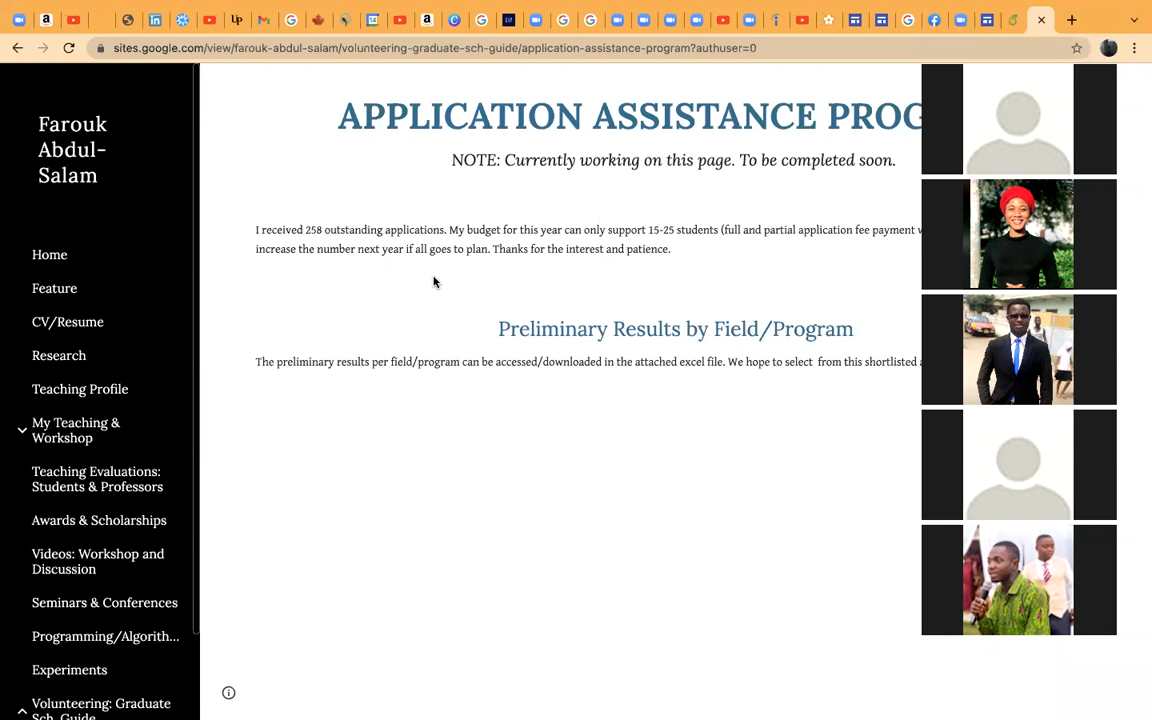 sites.google.com/view/farouk-abdul-salam/volunteering-graduate-sch-guide/application-assistance-program?authuser=0
Farouk
Abdul-
Salam
Home
Feature
CV/Resume
Research
Teaching Profile
My Teaching &
Workshop
Teaching Evaluations:
Students & Professors
Awards & Scholarships
Videos: Workshop and
Discussion
Seminars & Conferences
Programming/Algorith...
Experiments
Volunteering: Graduate
Sch. Guide
APPLICATION ASSISTANCE PROG
NOTE: Currently working on this page. To be completed soon.
I received 258 outstanding applications. My budget for this year can only support 15-25 students (full and partial application fee payment
increase the number next year if all goes to plan. Thanks for the interest and patience.
Preliminary Results by Field/Program
The preliminary results per field/program can be accessed/downloaded in the attached excel file. We hope to select from this shortlisted